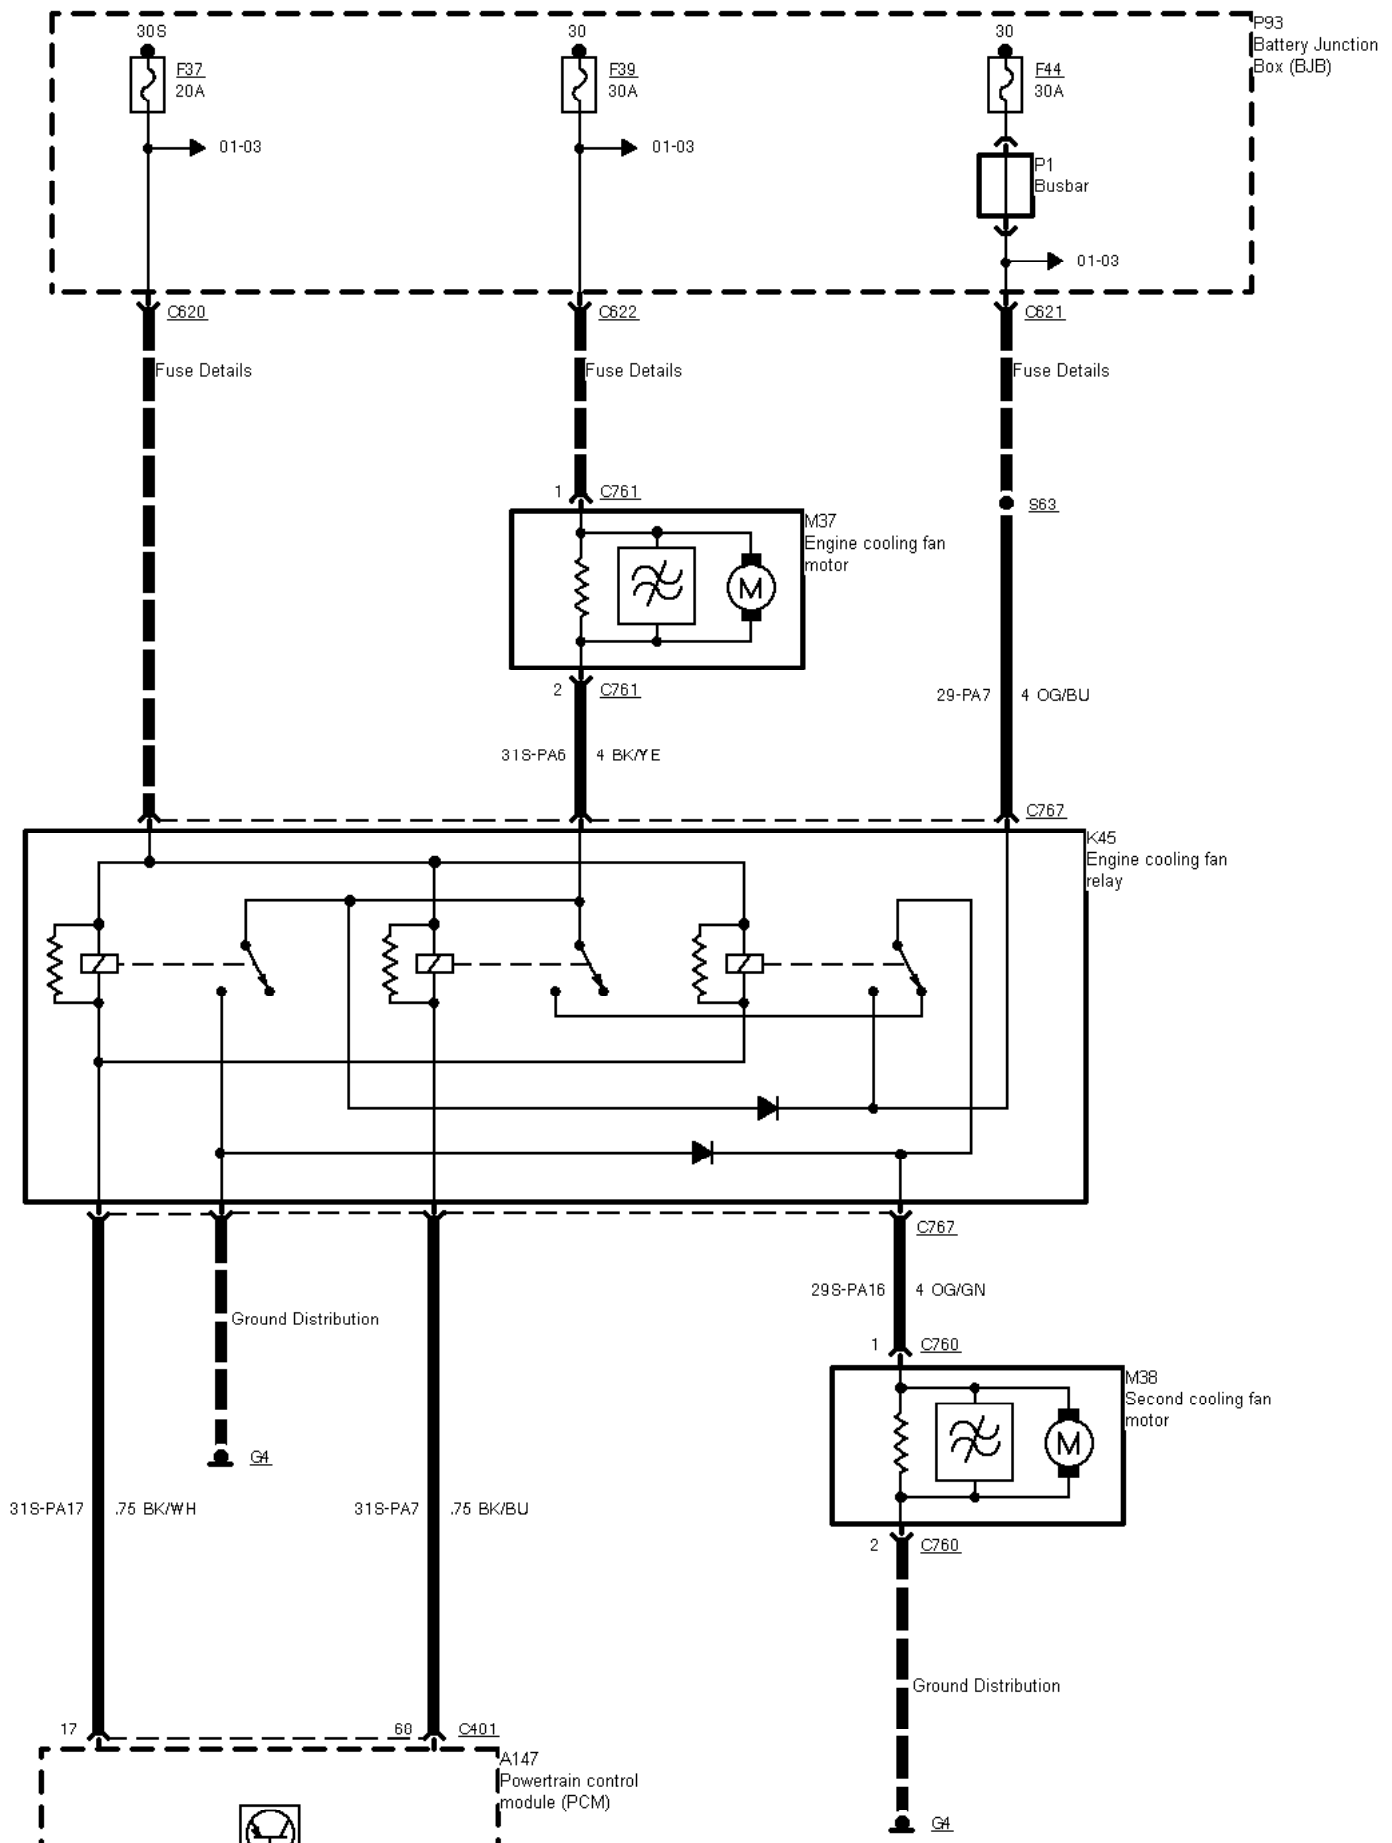 30S
30
30
P93
Battery Junction
Box (BJB)
F37
20A
F39
30A
F44
30A
01-03
01-03
P1
Busbar
01-03
C620
C622
C621
Fuse Details
Fuse Details
Fuse Details
1
C761
S63
M37
Engine cooling fan
motor
M
2
C761
29-PA7
4 OG/BU
31S-PA6
4 BK/YE
C767
K45
Engine cooling fan
relay
C767
29S-PA16
4 OG/GN
Ground Distribution
1
C760
M38
Second cooling fan
motor
M
G4
31S-PA17
.75 BK/WH
31S-PA7
.75 BK/BU
2
C760
Ground Distribution
17
68
C401
A147
Powertrain control
module (PCM)
G4